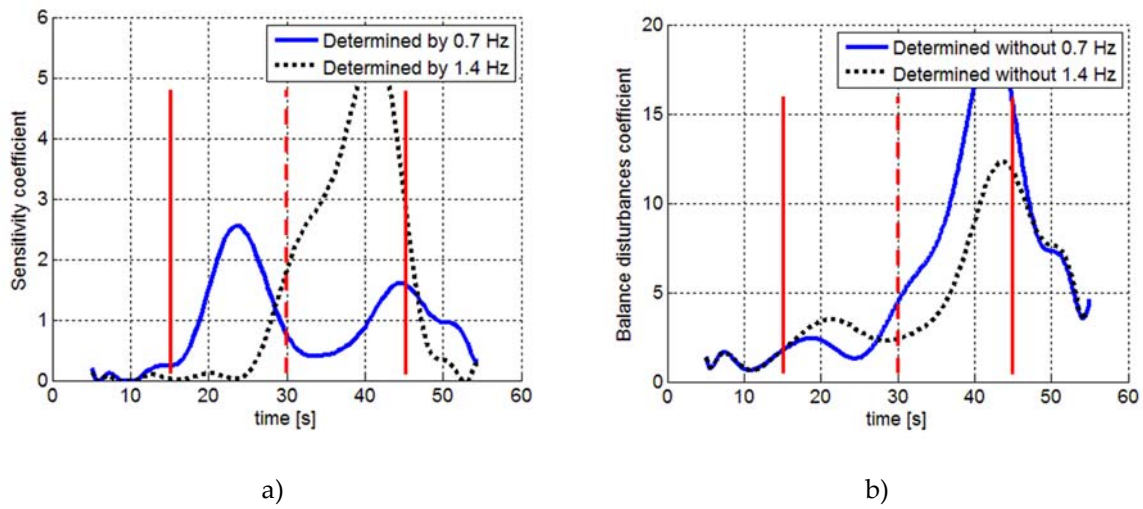 6
5
4
3
2
1
0
0 10 20 30 40 50 60
Sensitivity coefficient
time [s]
Determined by 0.7 Hz
Determined by 1.4 Hz
a)
20
15
10
5
0
0 10 20 30 40 50 60
Balance disturbances coefficient
time [s]
Determined without 0.7 Hz
Determined without 1.4 Hz
b)